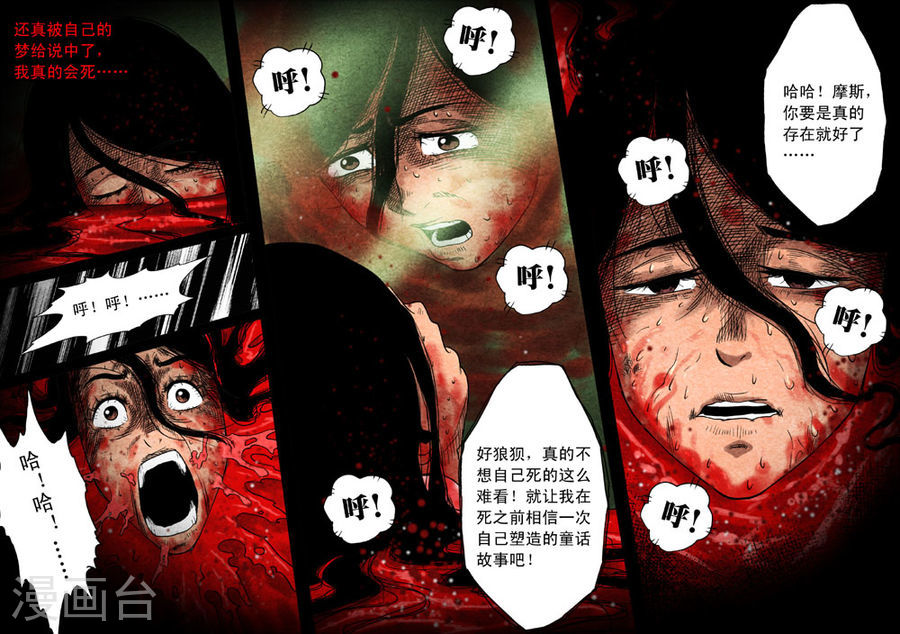 还真被自己的
梦给说中了，
我真的会死……
呼！呼！……
哈！
哈！……
呼！
呼！
呼！
呼！
好狼狈，真的不
想自己死的这么
难看！就让我在
死之前相信一次
自己塑造的童话
故事吧！
哈哈！摩斯，
你要是真的
存在就好了
……
呼！
呼！
呼！
漫画台